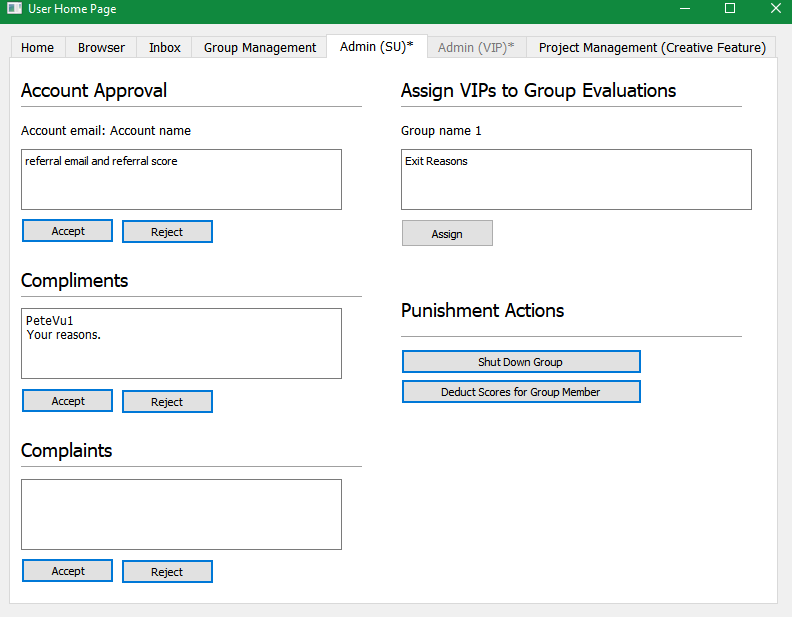 User Home Page
Home Browser Inbox Group Management Admin (SU)* Admin (VIP)* Project Management (Creative Feature)
Account Approval
Account email: Account name
referral email and referral score
Accept Reject
Compliments
PeteVu1
Your reasons.
Accept Reject
Complaints
Accept Reject
Assign VIPs to Group Evaluations
Group name 1
Exit Reasons
Assign
Punishment Actions
Shut Down Group
Deduct Scores for Group Member